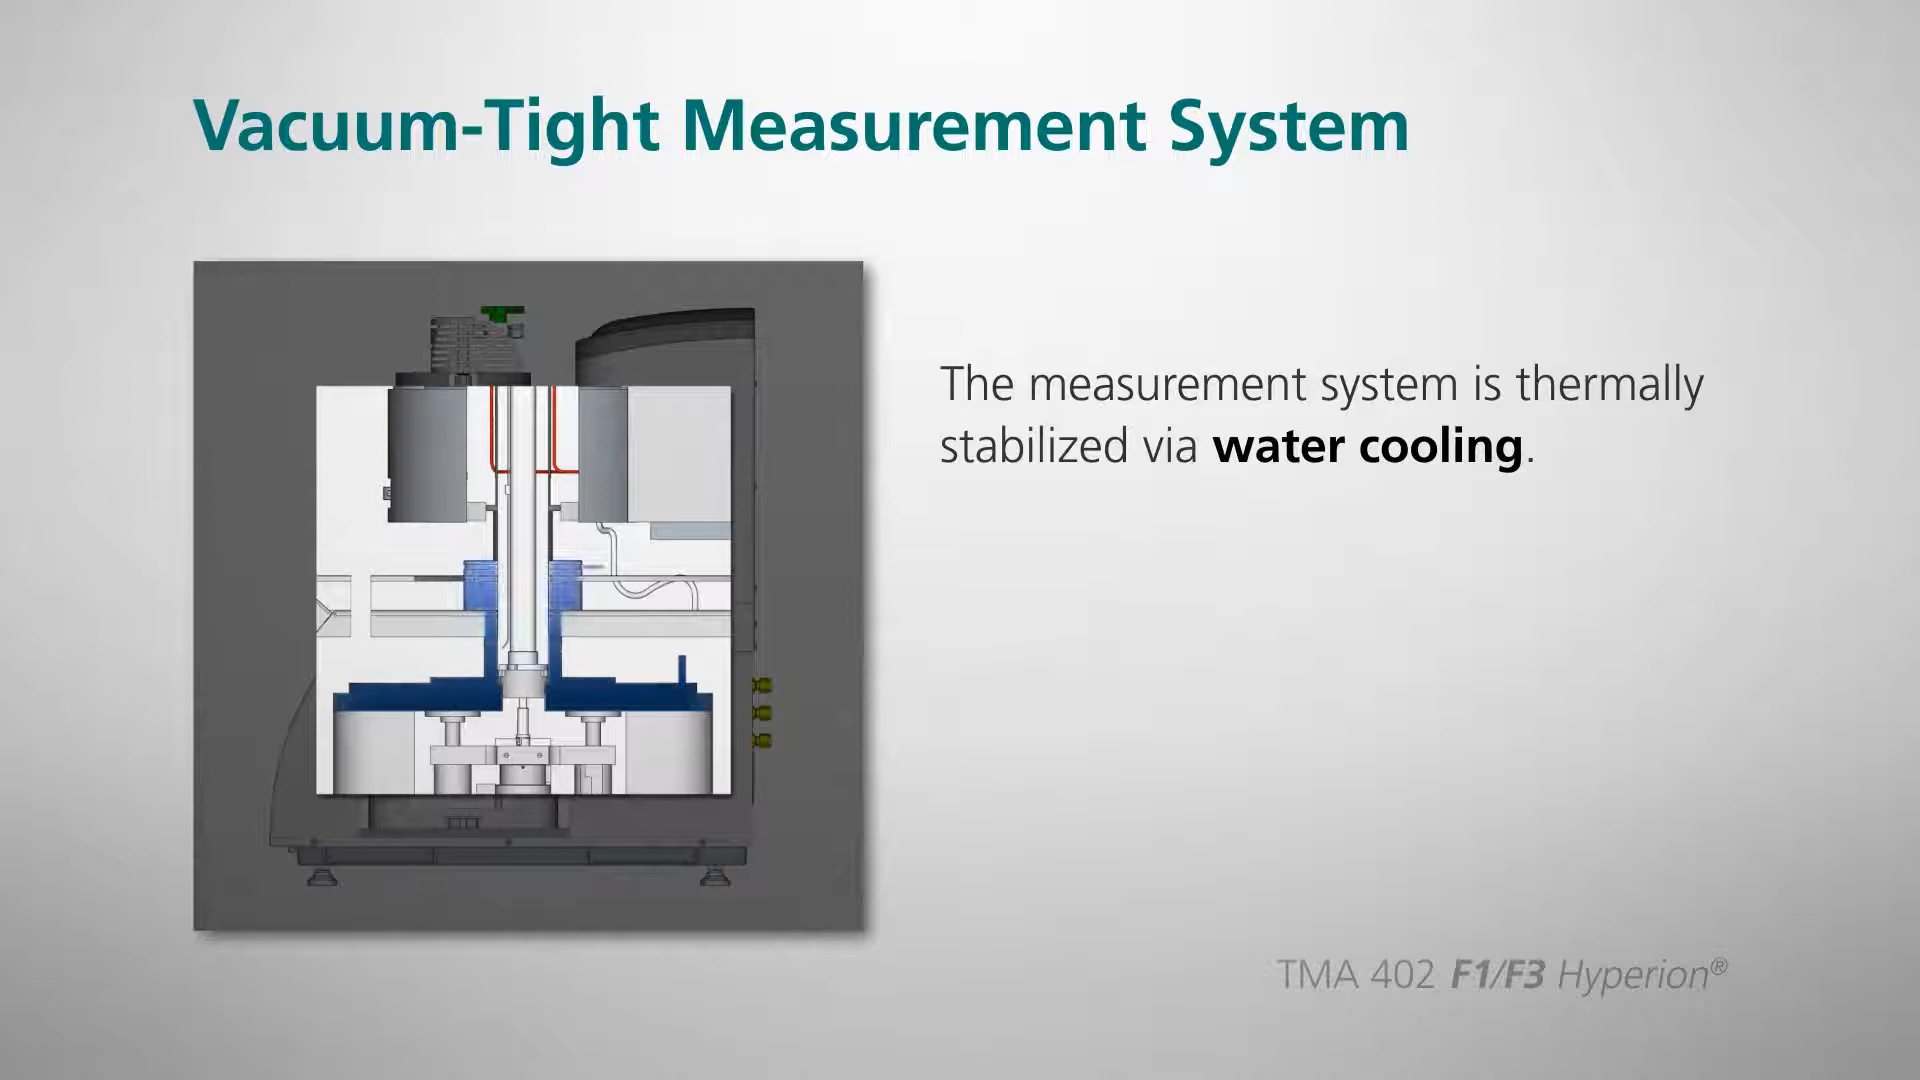 Vacuum-Tight Measurement System
The measurement system is thermally
stabilized via water cooling.
TMA 402 F1/F3 Hyperion®